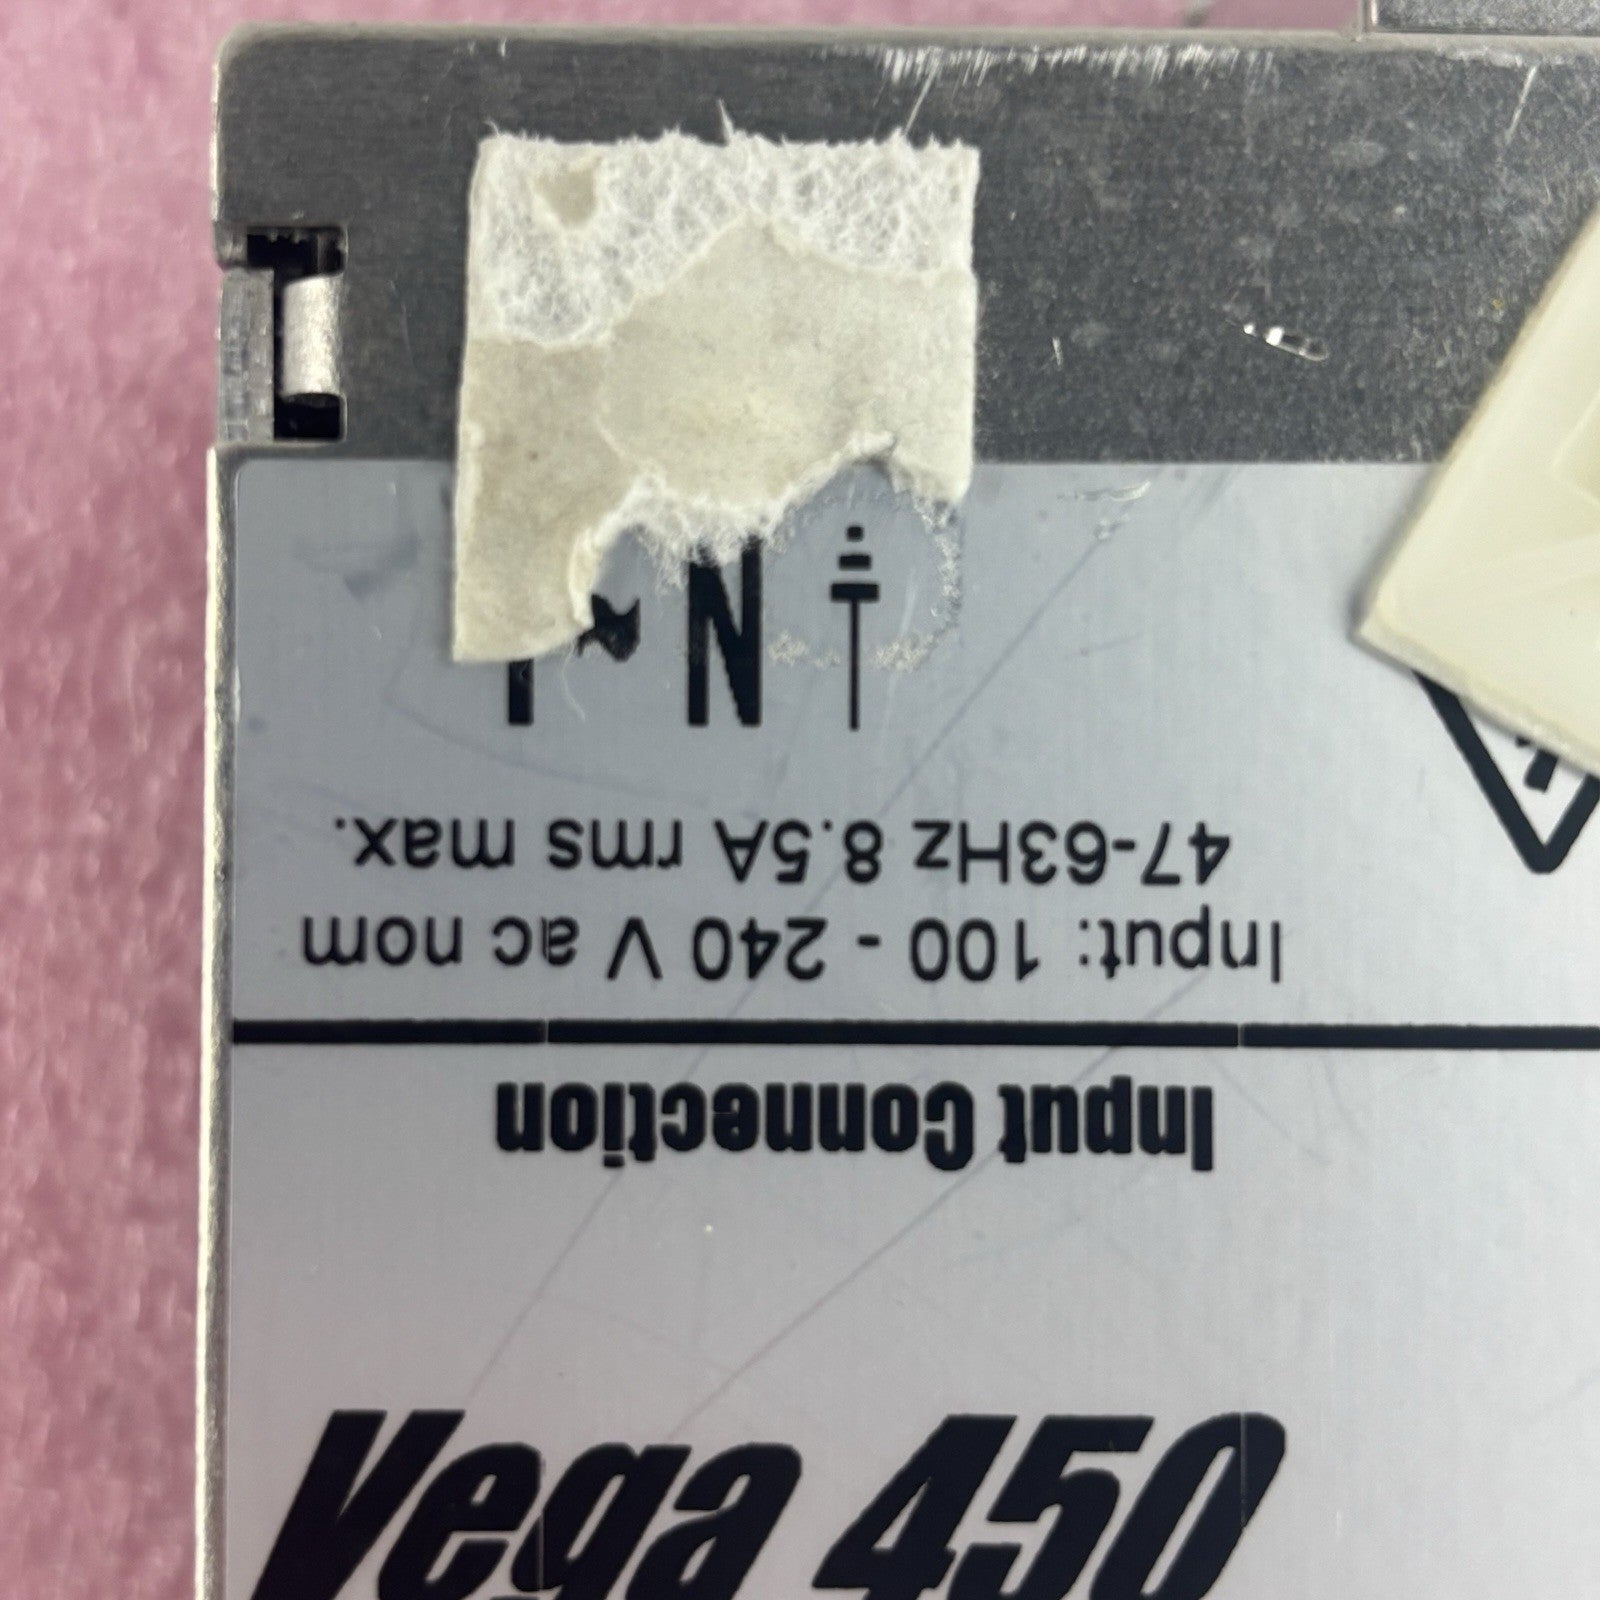 Input Connection
Input: 100 - 240 V ac nom
47-63Hz 8.5A rms max.
N
Vega 450